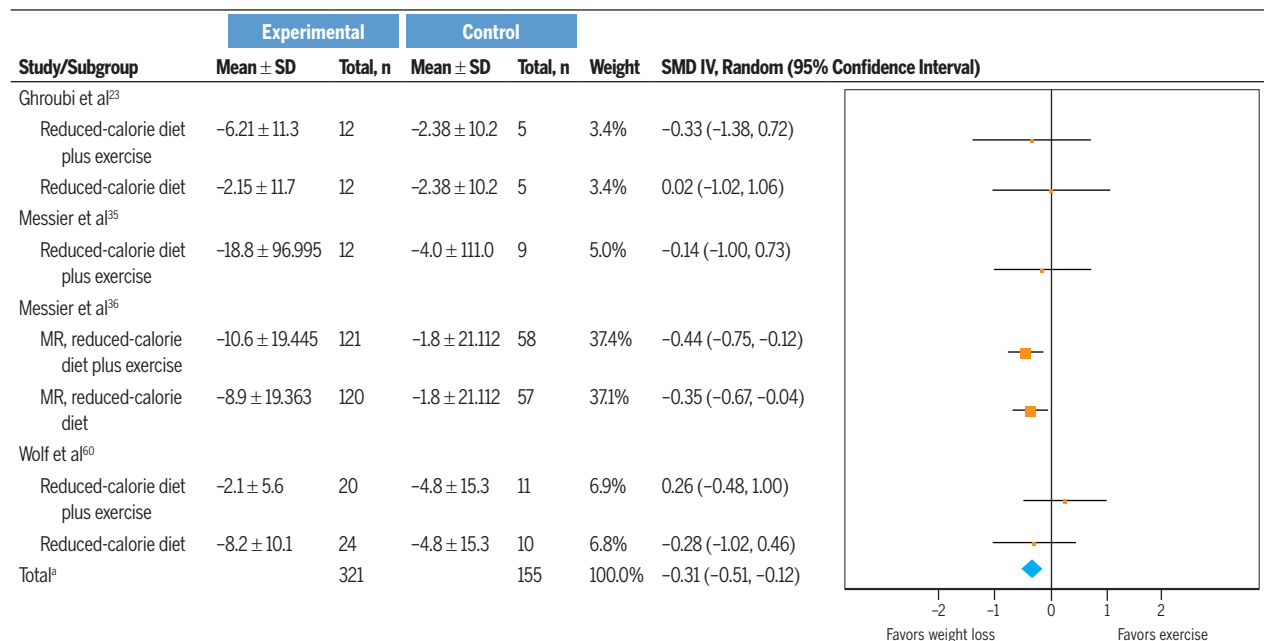 Experimental Control
Study/Subgroup Mean ± SD Total, n Mean ± SD Total, n Weight SMD IV, Random (95% Confidence Interval)
Ghroubi et al23
Reduced-calorie diet –6.21 ± 11.3 12 –2.38 ± 10.2 5 3.4% –0.33 (–1.38, 0.72)
plus exercise
Reduced-calorie diet –2.15 ± 11.7 12 –2.38 ± 10.2 5 3.4% 0.02 (–1.02, 1.06)
Messier et al35
Reduced-calorie diet –18.8 ± 96.995 12 –4.0 ± 111.0 9 5.0% –0.14 (–1.00, 0.73)
plus exercise
Messier et al36
MR, reduced-calorie –10.6 ± 19.445 121 –1.8 ± 21.112 58 37.4% –0.44 (–0.75, –0.12)
diet plus exercise
MR, reduced-calorie –8.9 ± 19.363 120 –1.8 ± 21.112 57 37.1% –0.35 (–0.67, –0.04)
diet
Wolf et al60
Reduced-calorie diet –2.1 ± 5.6 20 –4.8 ± 15.3 11 6.9% 0.26 (–0.48, 1.00)
plus exercise
Reduced-calorie diet –8.2 ± 10.1 24 –4.8 ± 15.3 10 6.8% –0.28 (–1.02, 0.46)
Totala 321 155 100.0% –0.31 (–0.51, –0.12)
–2 –1 0 1 2
Favors weight loss Favors exercise